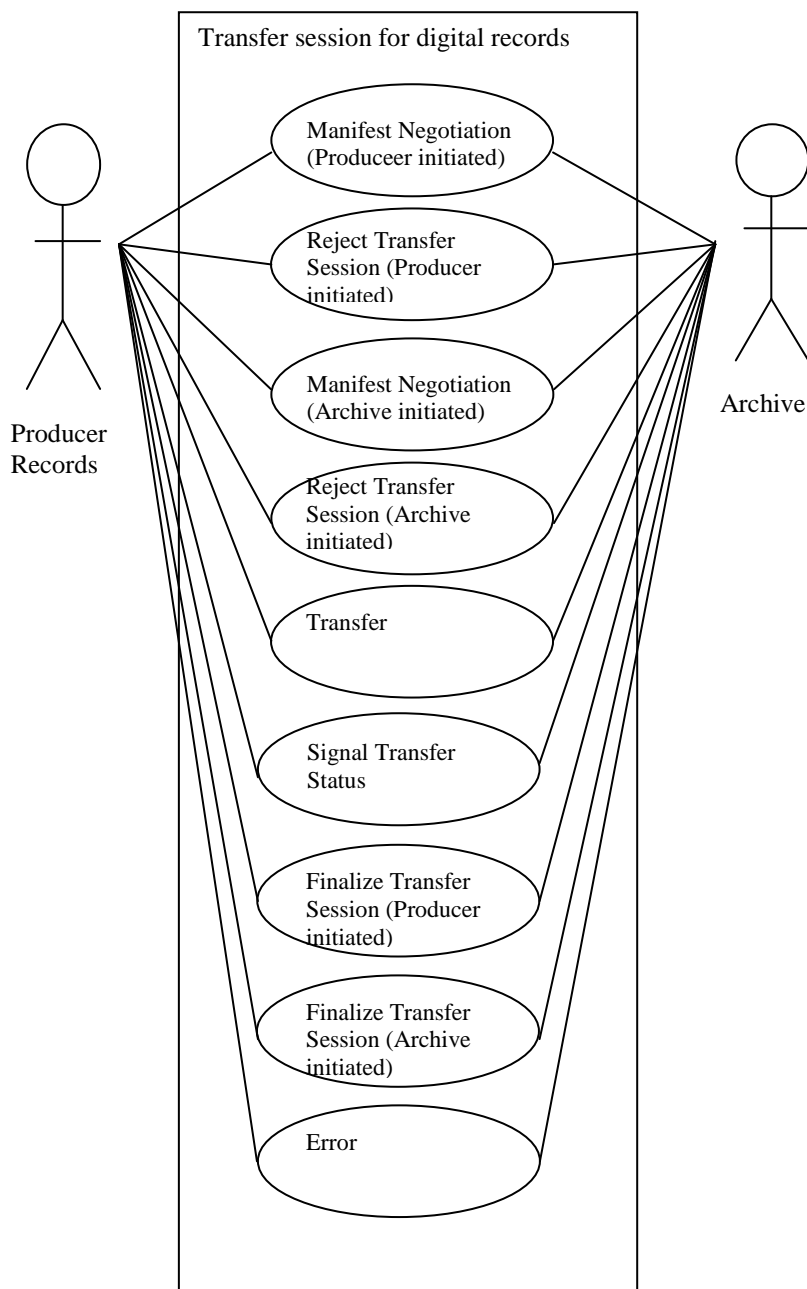 Transfer session for digital records
Manifest Negotiation
(Produceer initiated)
Reject Transfer
Session (Producer
initiated)
Manifest Negotiation
(Archive initiated)
Archive
Producer
Records
Reject Transfer
Session (Archive
initiated)
Transfer
Signal Transfer
Status
Finalize Transfer
Session (Producer
initiated)
Finalize Transfer
Session (Archive
initiated)
Error